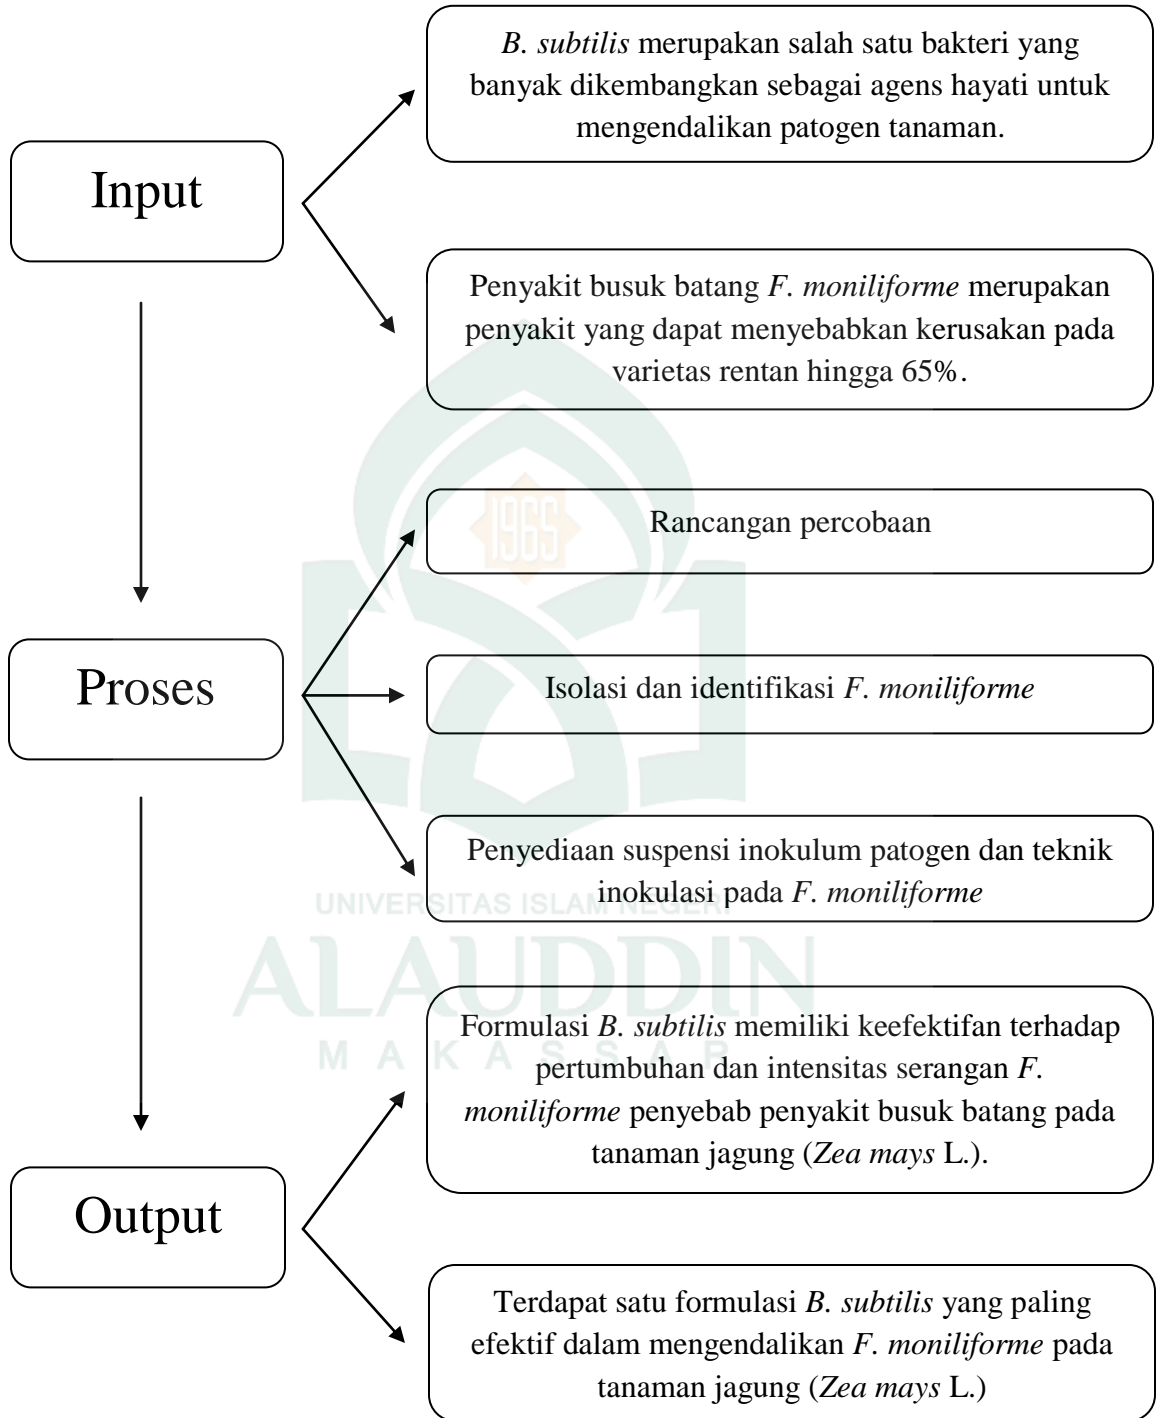 B. subtilis merupakan salah satu bakteri yang
banyak dikembangkan sebagai agens hayati untuk
mengendalikan patogen tanaman.
Input
Penyakit busuk batang F. moniliforme merupakan
penyakit yang dapat menyebabkan kerusakan pada
varietas rentan hingga 65%.
1965
Rancangan percobaan
Proses
Isolasi dan identifikasi F. moniliforme
Penyediaan suspensi inokulum patogen dan teknik
inokulasi pada F. moniliforme
UNIVERSITAS ISLAM NEGERI
ALAUDDIN
MAKASSAR
Formulasi B. subtilis memiliki keefektifan terhadap
pertumbuhan dan intensitas serangan F.
moniliforme penyebab penyakit busuk batang pada
tanaman jagung (Zea mays L.).
Output
Terdapat satu formulasi B. subtilis yang paling
efektif dalam mengendalikan F. moniliforme pada
tanaman jagung (Zea mays L.)